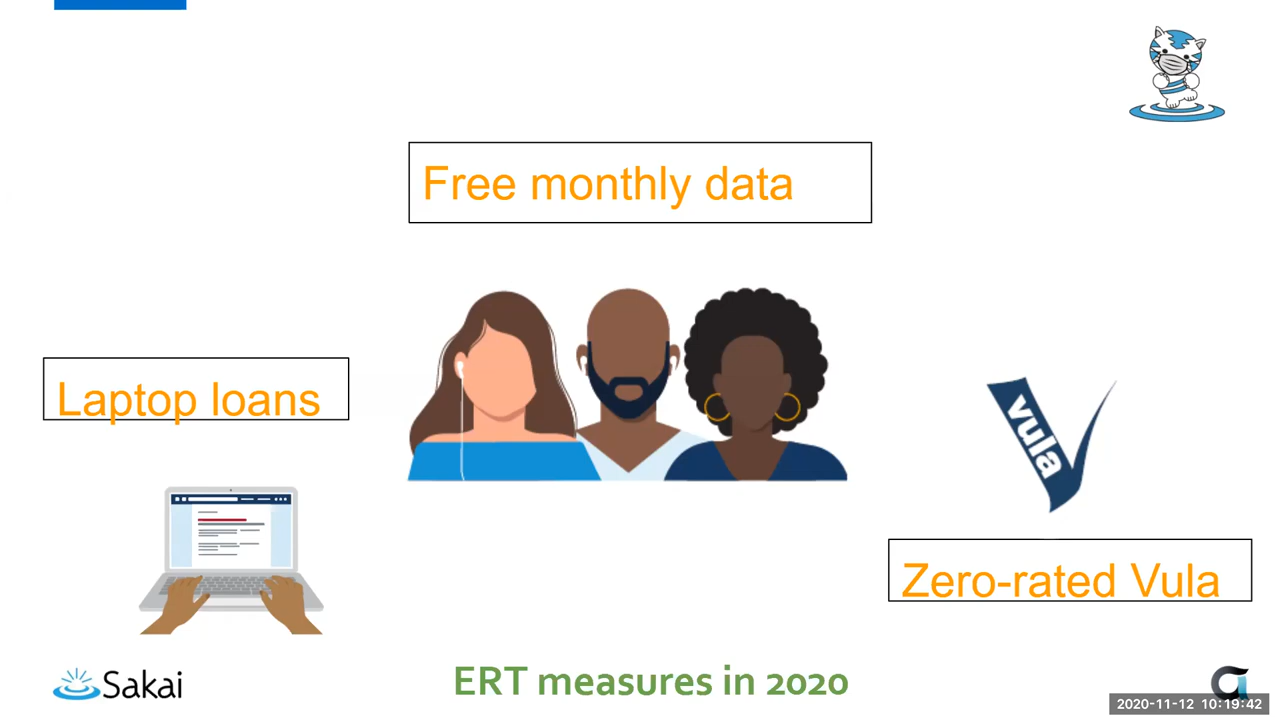 Free monthly data
Laptop loans
vula
Zero-rated Vula
Sakai
ERT measures in 2020
2020-11-12 10:19:42